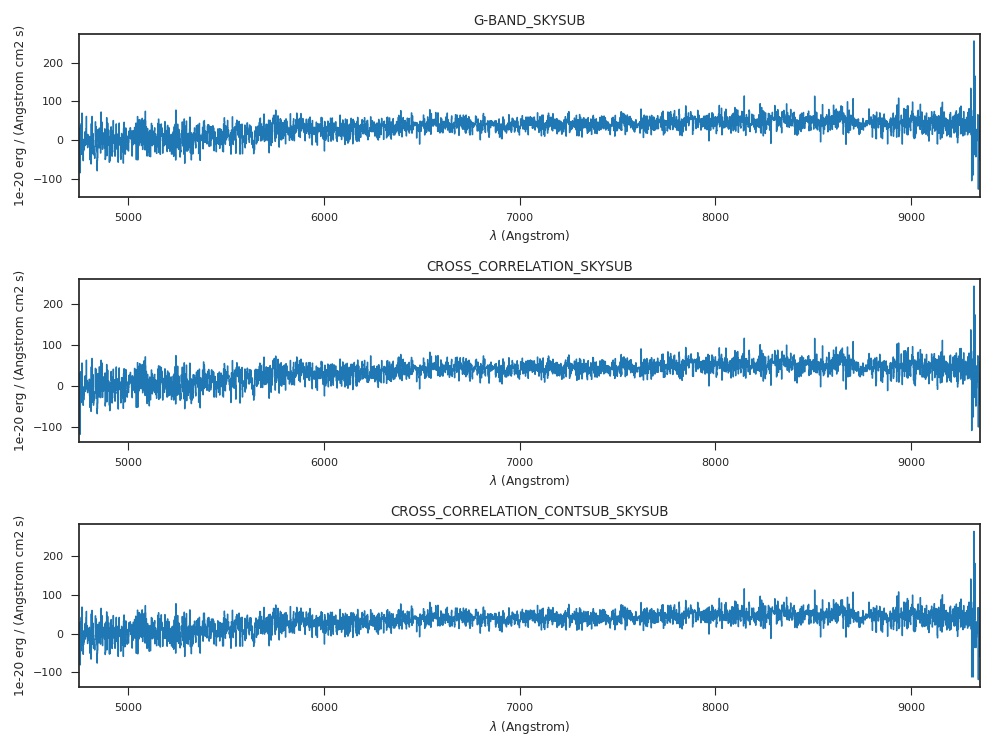 G-BAND_SKYSUB
1e-20 erg / (Angstrom cm2 s)
200
100
0
−100
5000 6000 7000 8000 9000
λ (Angstrom)
CROSS_CORRELATION_SKYSUB
1e-20 erg / (Angstrom cm2 s)
200
100
0
−100
5000 6000 7000 8000 9000
λ (Angstrom)
CROSS_CORRELATION_CONTSUB_SKYSUB
1e-20 erg / (Angstrom cm2 s)
200
100
0
−100
5000 6000 7000 8000 9000
λ (Angstrom)